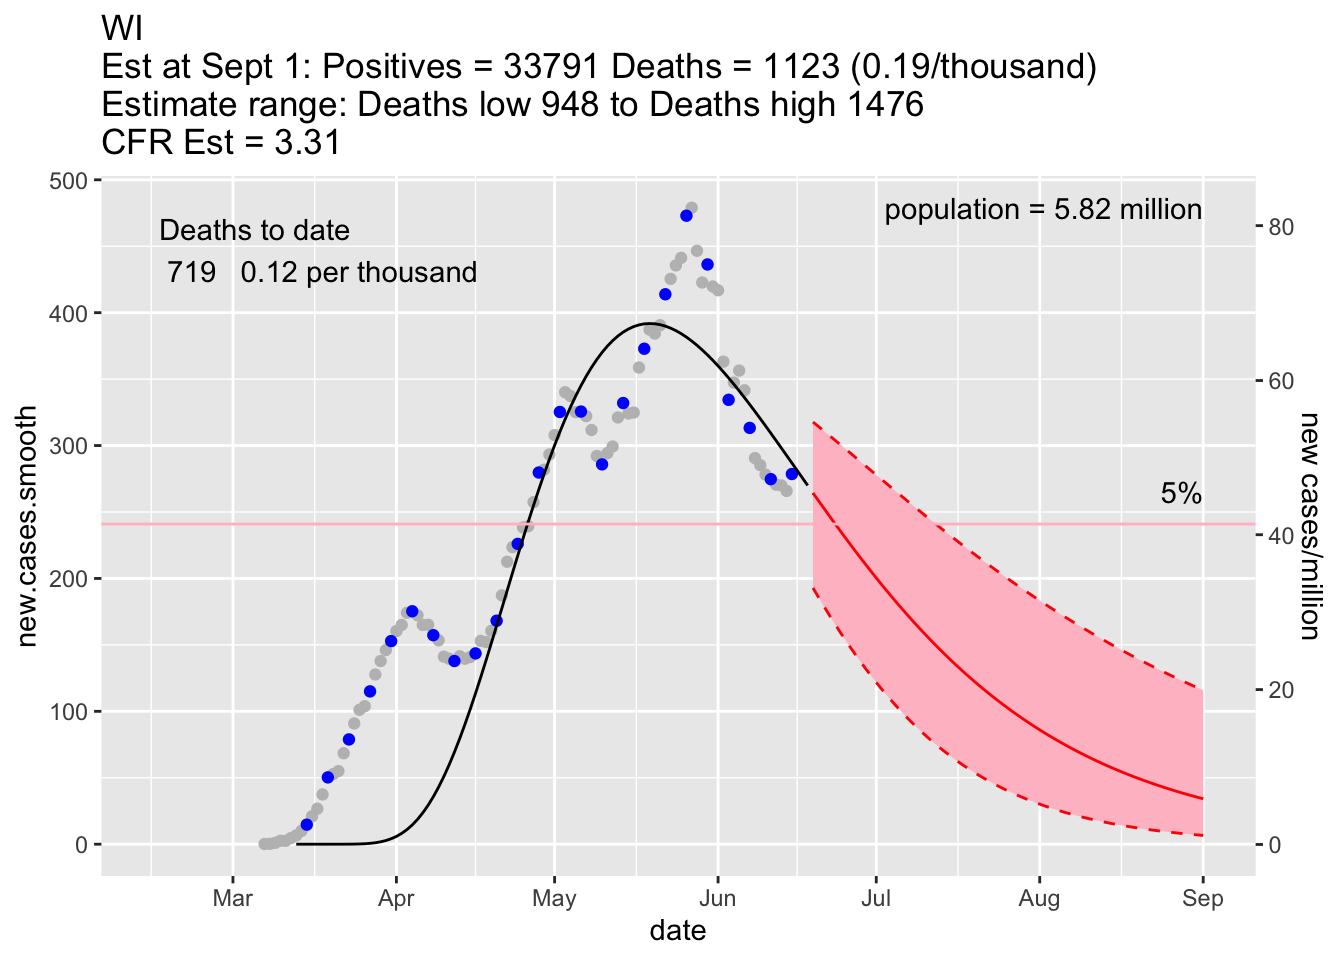 WI
Est at Sept 1: Positives = 33791 Deaths = 1123 (0.19/thousand)
Estimate range: Deaths low 948 to Deaths high 1476
CFR Est = 3.31
Deaths to date
719 0.12 per thousand
population = 5.82 million
5%
500
400
300
200
100
0
new.cases.smooth
80
60
40
20
0
new cases/million
Mar Apr May Jun Jul Aug Sep
date